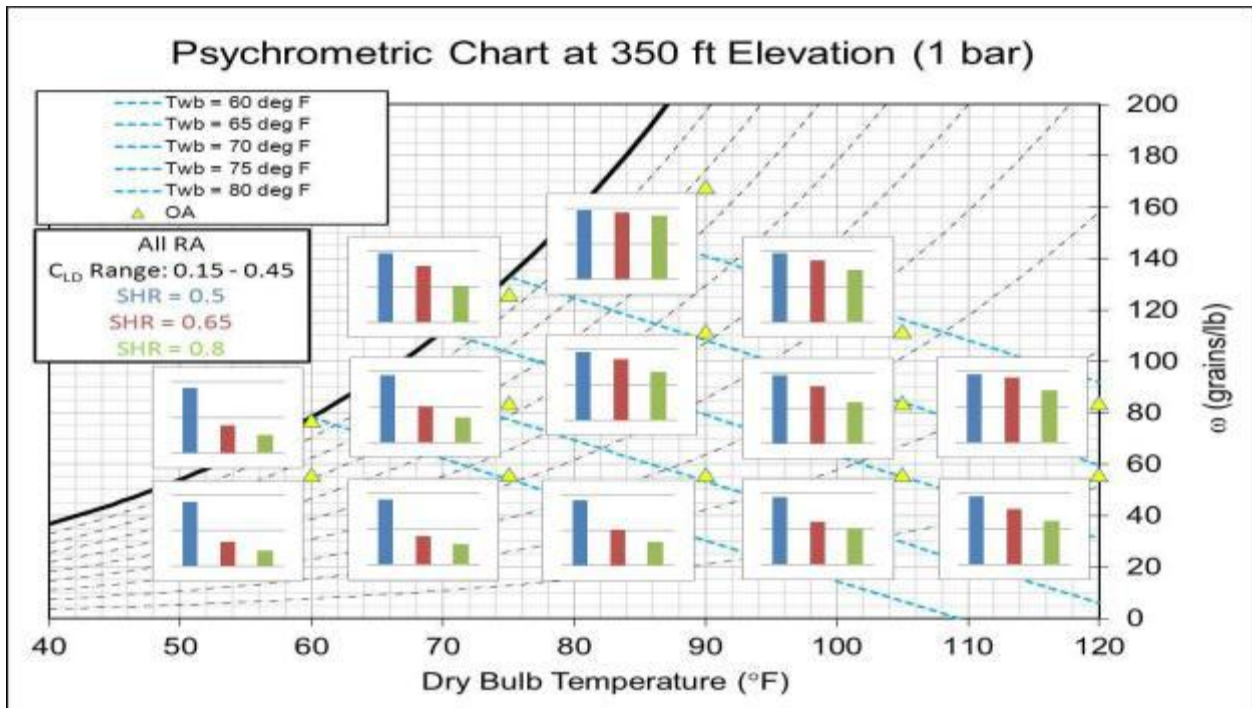 Psychrometric Chart at 350 ft Elevation (1 bar)
Twb = 60 deg F
Twb = 65 deg F
Twb = 70 deg F
Twb = 75 deg F
Twb = 80 deg F
OA
All RA
C_LD Range: 0.15 - 0.45
SHR = 0.5
SHR = 0.65
SHR = 0.8
200
180
160
140
120
100
80
60
40
20
0
ω (grains/lb)
40 50 60 70 80 90 100 110 120
Dry Bulb Temperature (°F)